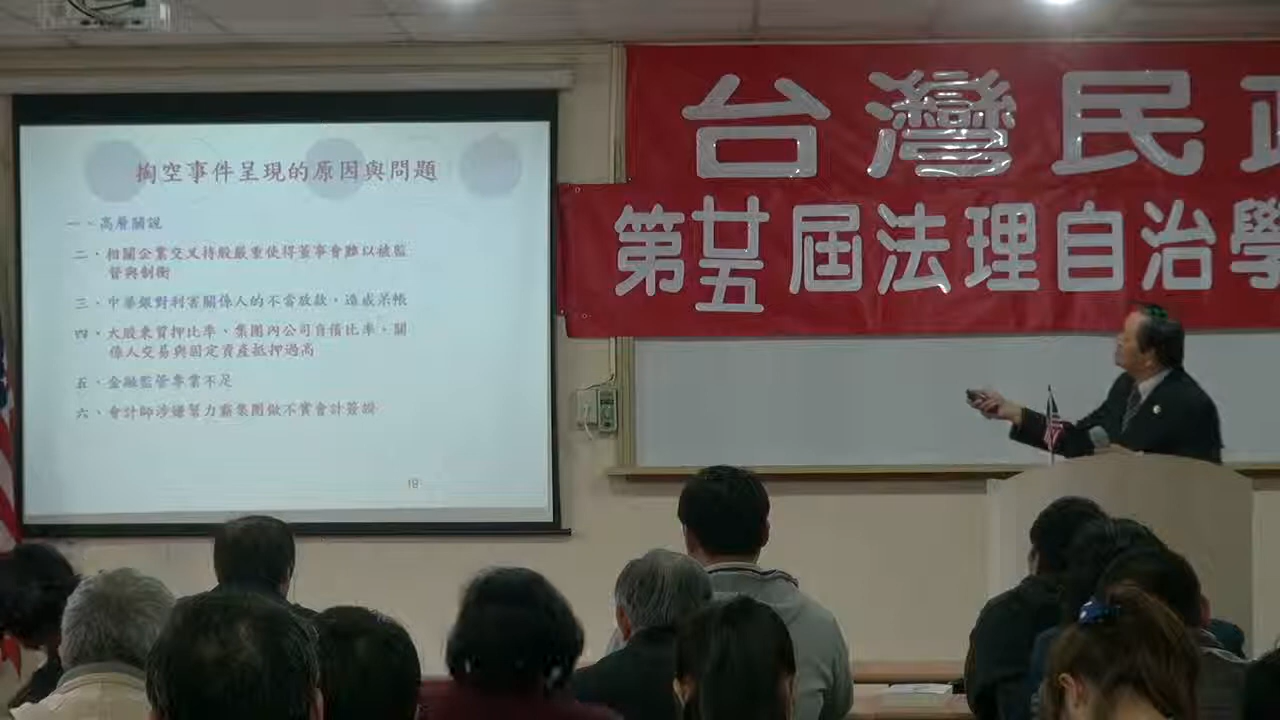 掏空事件呈現的原因與問題
一、高層關說
二、相關企業交叉持股嚴重使得董事會難以被監
督與制衡
三、中華銀對利害關係人的不當放款，造成呆帳
四、大股東質押比率、集團內公司負債比率、關
係人交易與固定資產抵押過高
五、金融監管專業不足
六、會計師涉嫌幫力霸集團做不實會計簽證
18
台灣民政
第廿五屆法理自治學